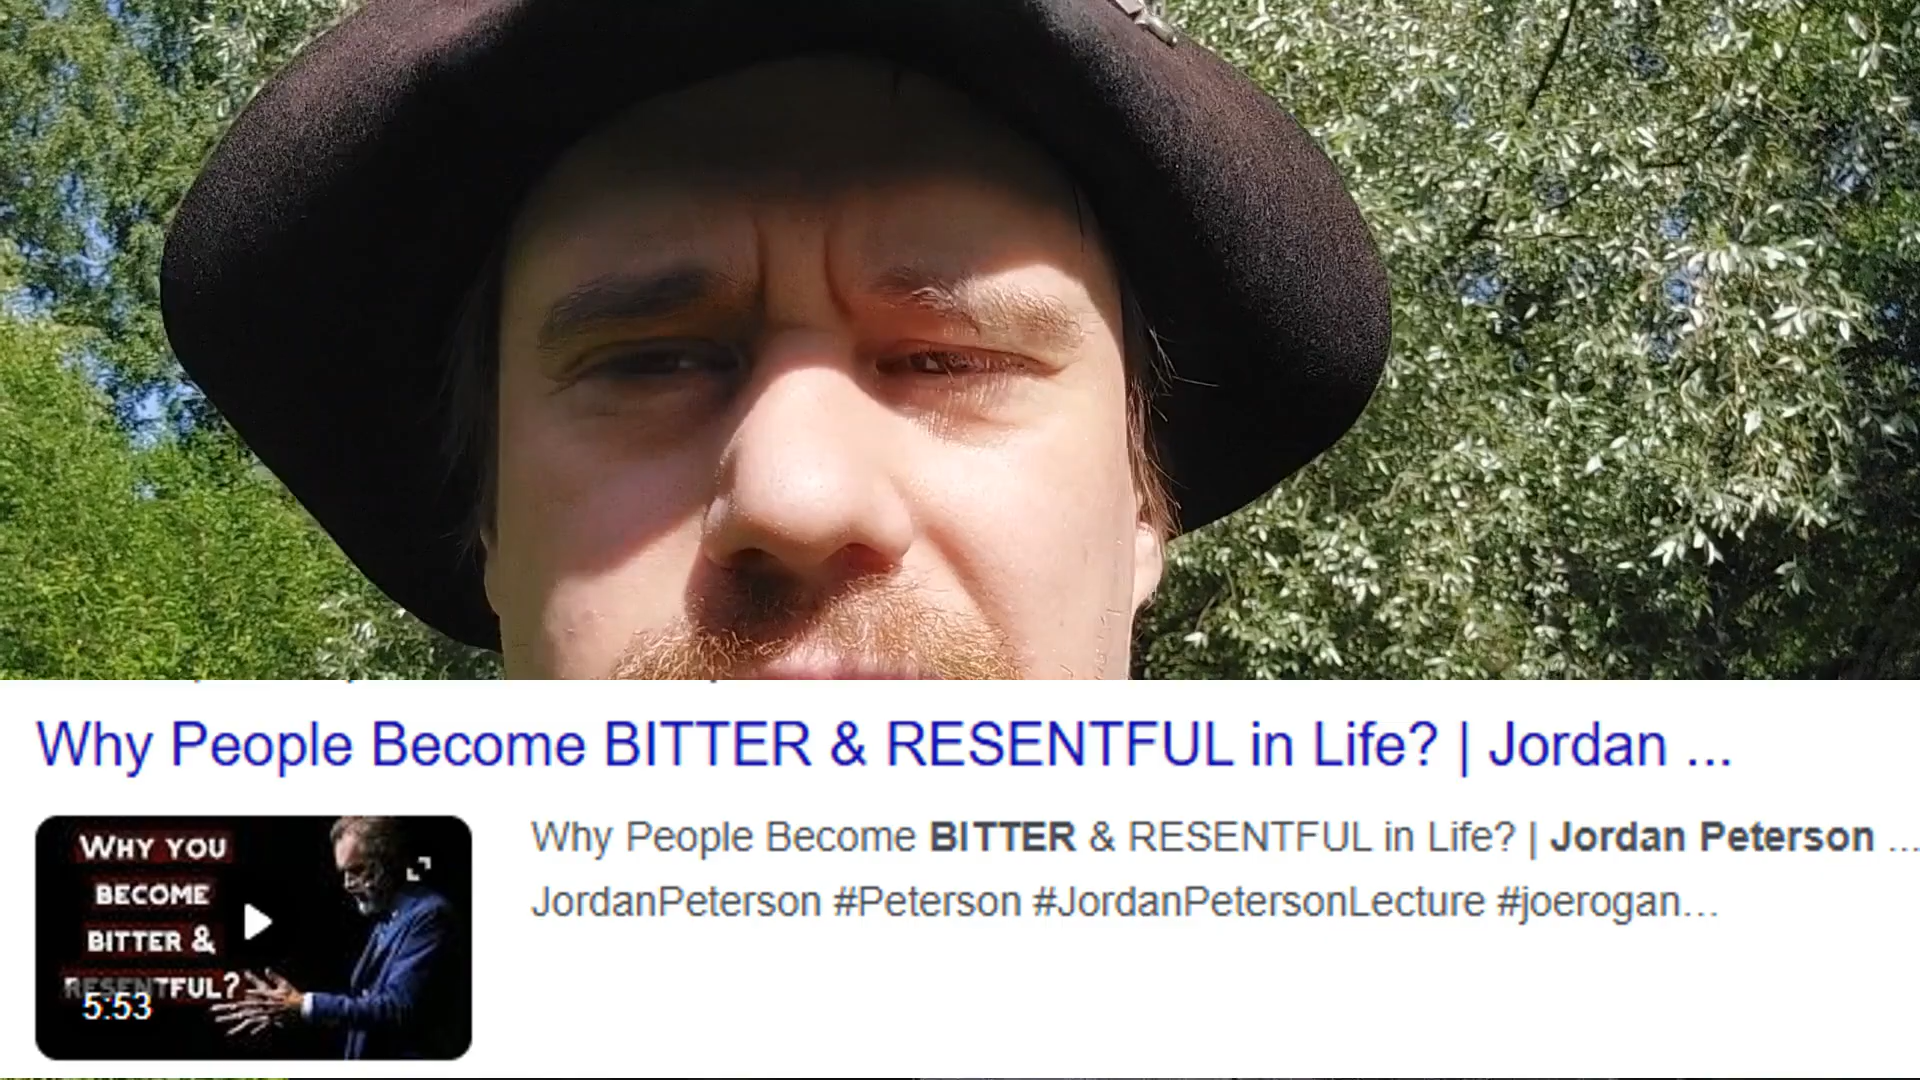 Why People Become BITTER & RESENTFUL in Life? | Jordan ...
WHY YOU
BECOME
BITTER &
RESENTFUL?
5:53
Why People Become BITTER & RESENTFUL in Life? | Jordan Peterson ...
JordanPeterson #Peterson #JordanPetersonLecture #joerogan...